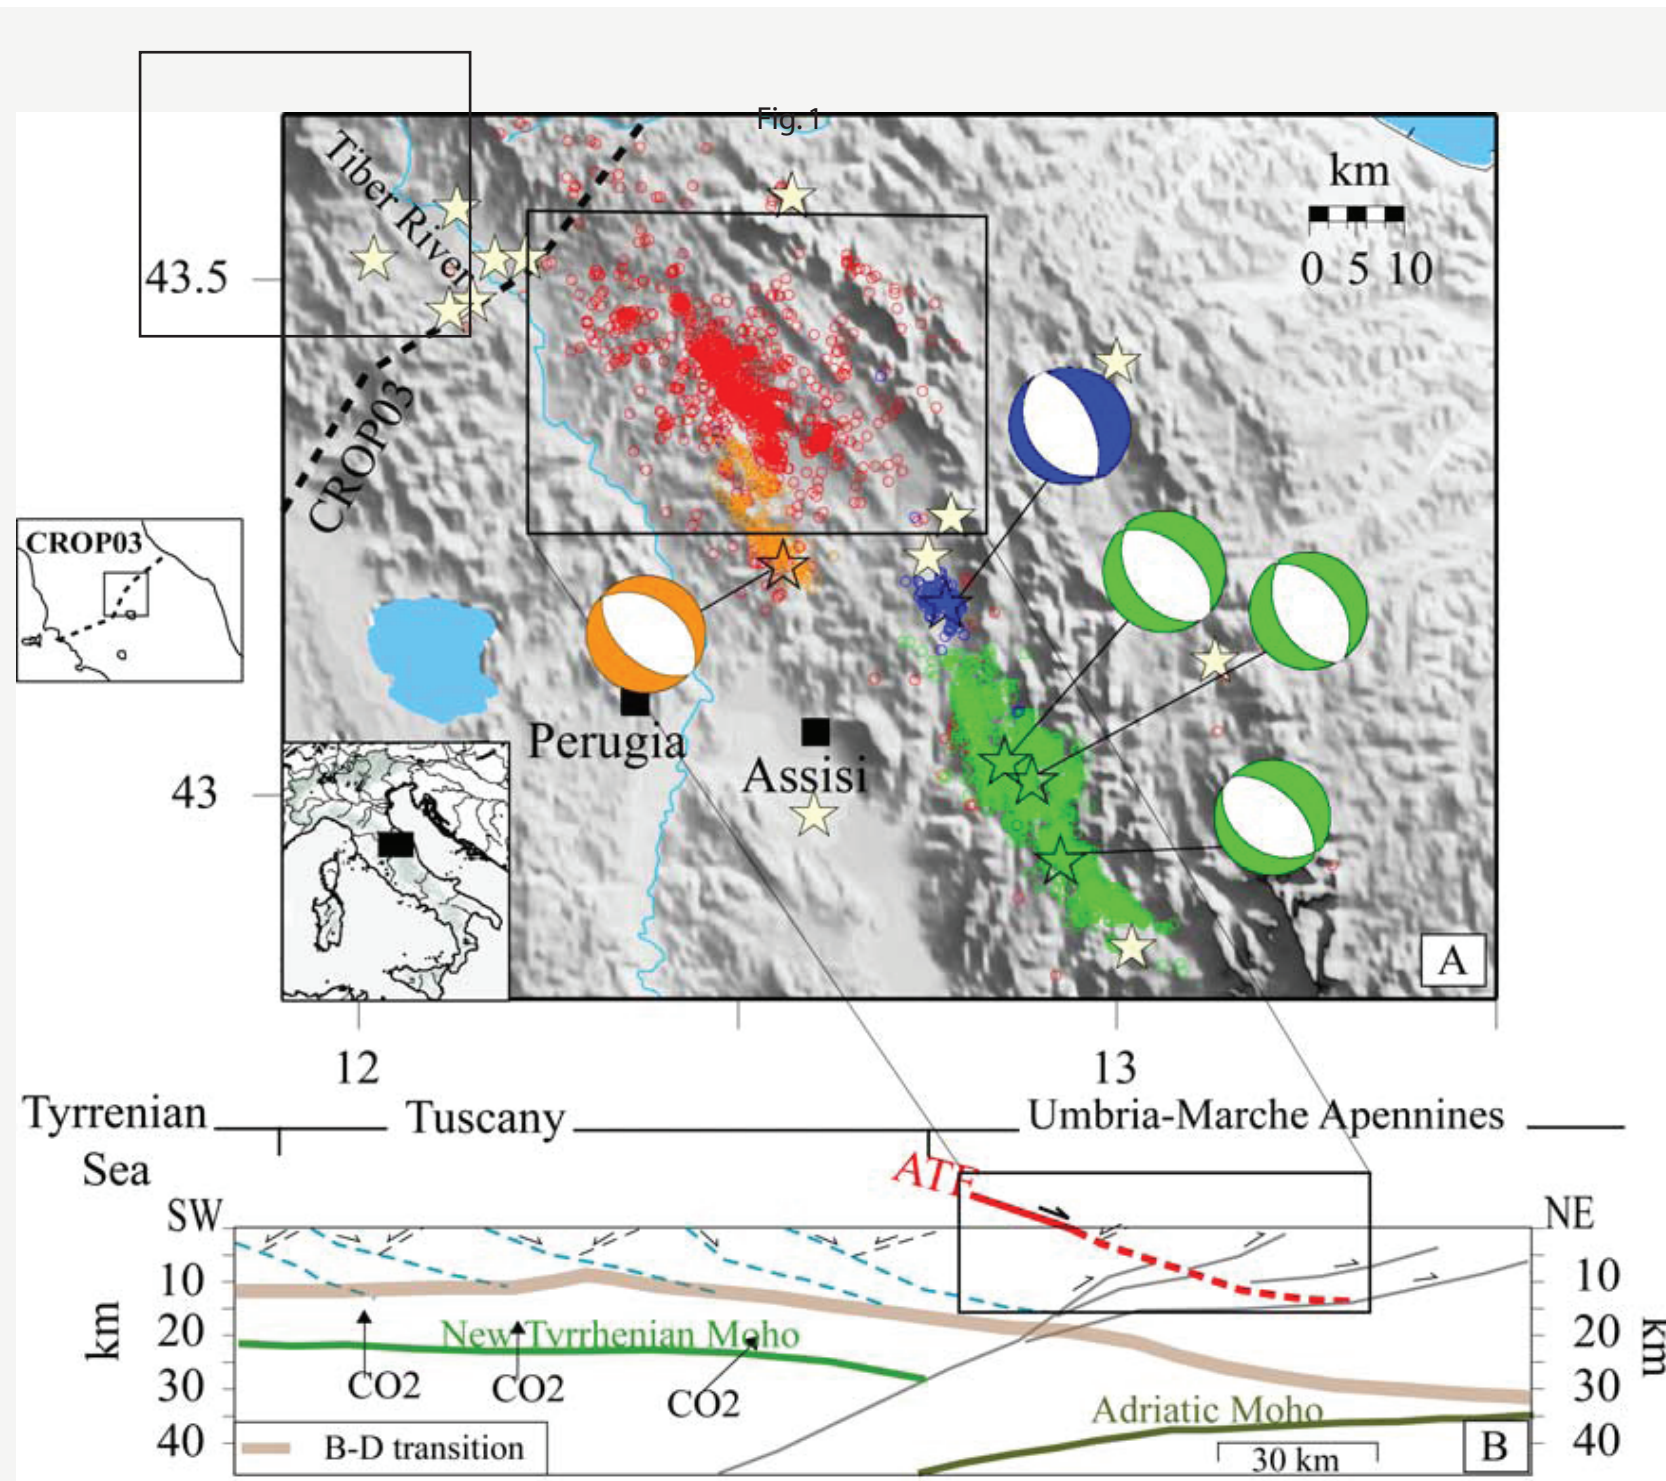 Fig. 1
Tiber River
km
0 5 10
43.5
CROP03
CROP03
Perugia
Assisi
43
A
12
13
Tyrrenian
Sea
Tuscany
Umbria-Marche Apennines
ATF
SW
NE
10
20
30
40
km
10
20
30
40
km
New Tyrrhenian Moho
CO2
CO2
CO2
Adriatic Moho
B-D transition
30 km
B